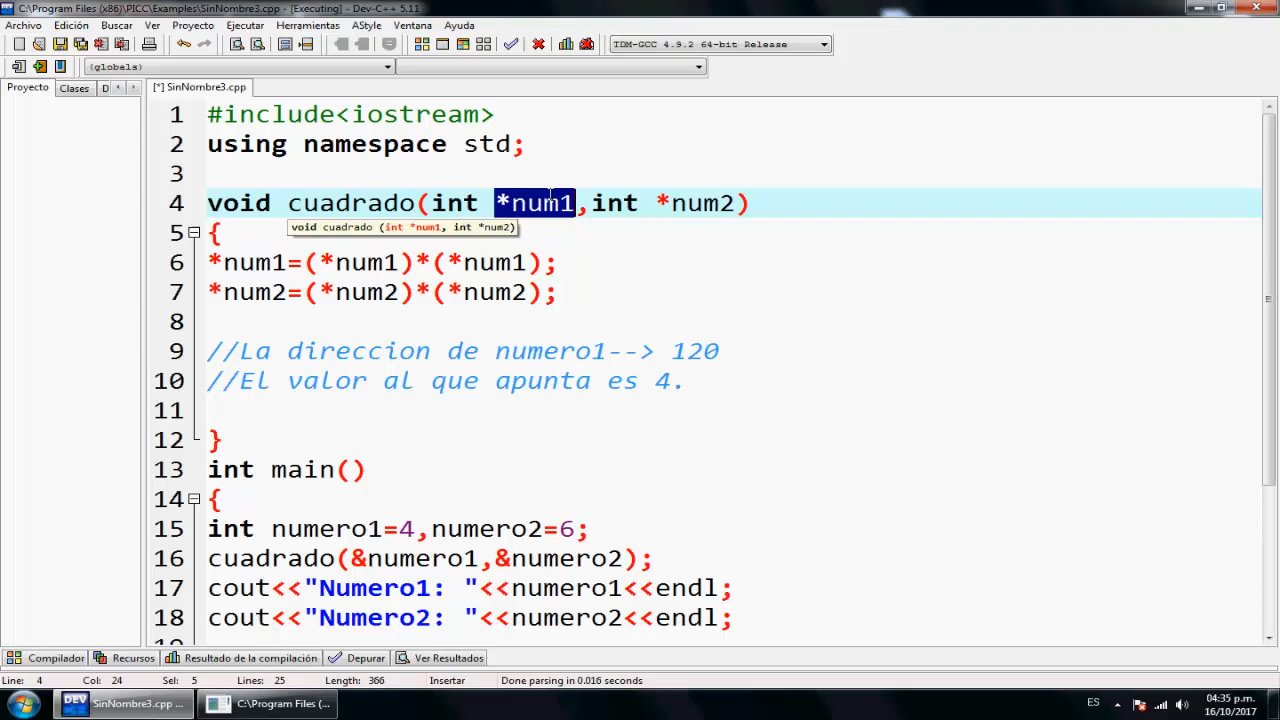 C:\Program Files (x86)\PICC\Examples\SinNombre3.cpp - [Executing] - Dev-C++ 5.11
Archivo Edición Buscar Ver Proyecto Ejecutar Herramientas AStyle Ventana Ayuda
TDM-GCC 4.9.2 64-bit Release
(globals)
Proyecto Clases D [*] SinNombre3.cpp
1 #include<iostream>
2 using namespace std;
3
4 void cuadrado(int *num1,int *num2)
void cuadrado (int *num1, int *num2)
5 {
6 *num1=(*num1)*(*num1);
7 *num2=(*num2)*(*num2);
8
9 //La direccion de numero1--> 120
10 //El valor al que apunta es 4.
11
12 }
13 int main()
14 {
15 int numero1=4,numero2=6;
16 cuadrado(&numero1,&numero2);
17 cout<<"Numero1: "<<numero1<<endl;
18 cout<<"Numero2: "<<numero2<<endl;
Compilador Recursos Resultado de la compilación Depurar Ver Resultados
Line: 4 Col: 24 Sel: 5 Lines: 25 Length: 366 Insertar Done parsing in 0.016 seconds
DEV SinNombre3.cpp ... C:\Program Files (... ES 04:35 p.m.
16/10/2017